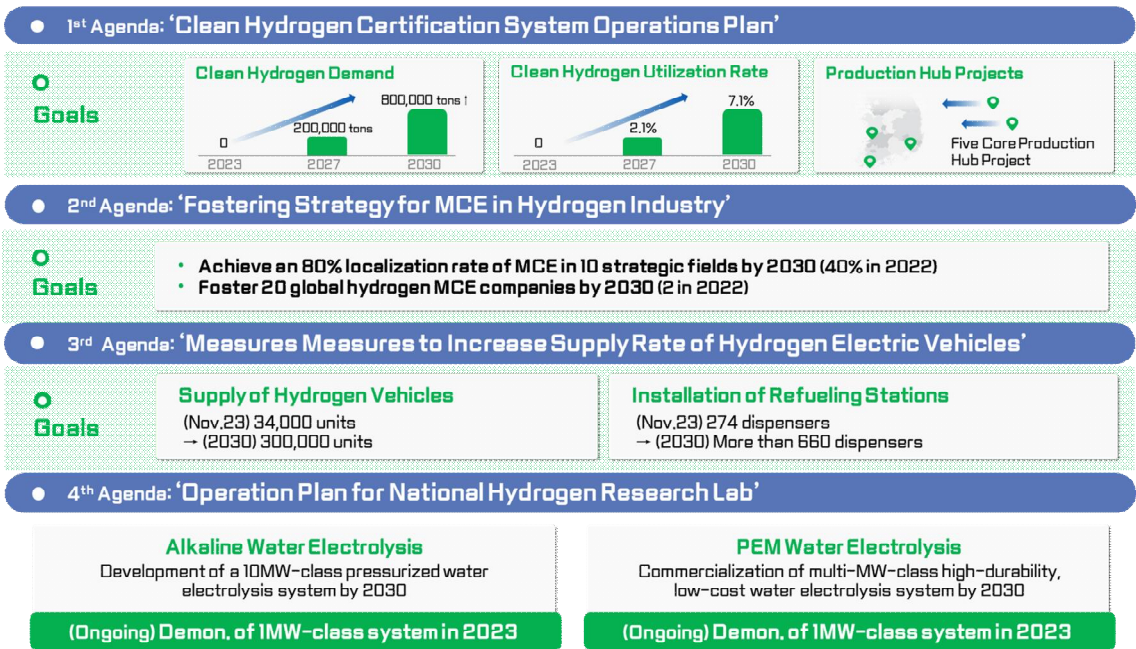 1st Agenda: ‘Clean Hydrogen Certification System Operations Plan’
Goals
Clean Hydrogen Demand
0
200,000 tons
800,000 tons ↑
2023
2027
2030
Clean Hydrogen Utilization Rate
0
2.1%
7.1%
2023
2027
2030
Production Hub Projects
Five Core Production
Hub Project
2nd Agenda: ‘Fostering Strategy for MCE in Hydrogen Industry’
Goals
• Achieve an 80% localization rate of MCE in 10 strategic fields by 2030 (40% in 2022)
• Foster 20 global hydrogen MCE companies by 2030 (2 in 2022)
3rd Agenda: ‘Measures Measures to Increase Supply Rate of Hydrogen Electric Vehicles’
Goals
Supply of Hydrogen Vehicles
(Nov.23) 34,000 units
→ (2030) 300,000 units
Installation of Refueling Stations
(Nov.23) 274 dispensers
→ (2030) More than 660 dispensers
4th Agenda: ‘Operation Plan for National Hydrogen Research Lab’
Alkaline Water Electrolysis
Development of a 10MW-class pressurized water
electrolysis system by 2030
(Ongoing) Demon. of 1MW-class system in 2023
PEM Water Electrolysis
Commercialization of multi-MW-class high-durability,
low-cost water electrolysis system by 2030
(Ongoing) Demon. of 1MW-class system in 2023